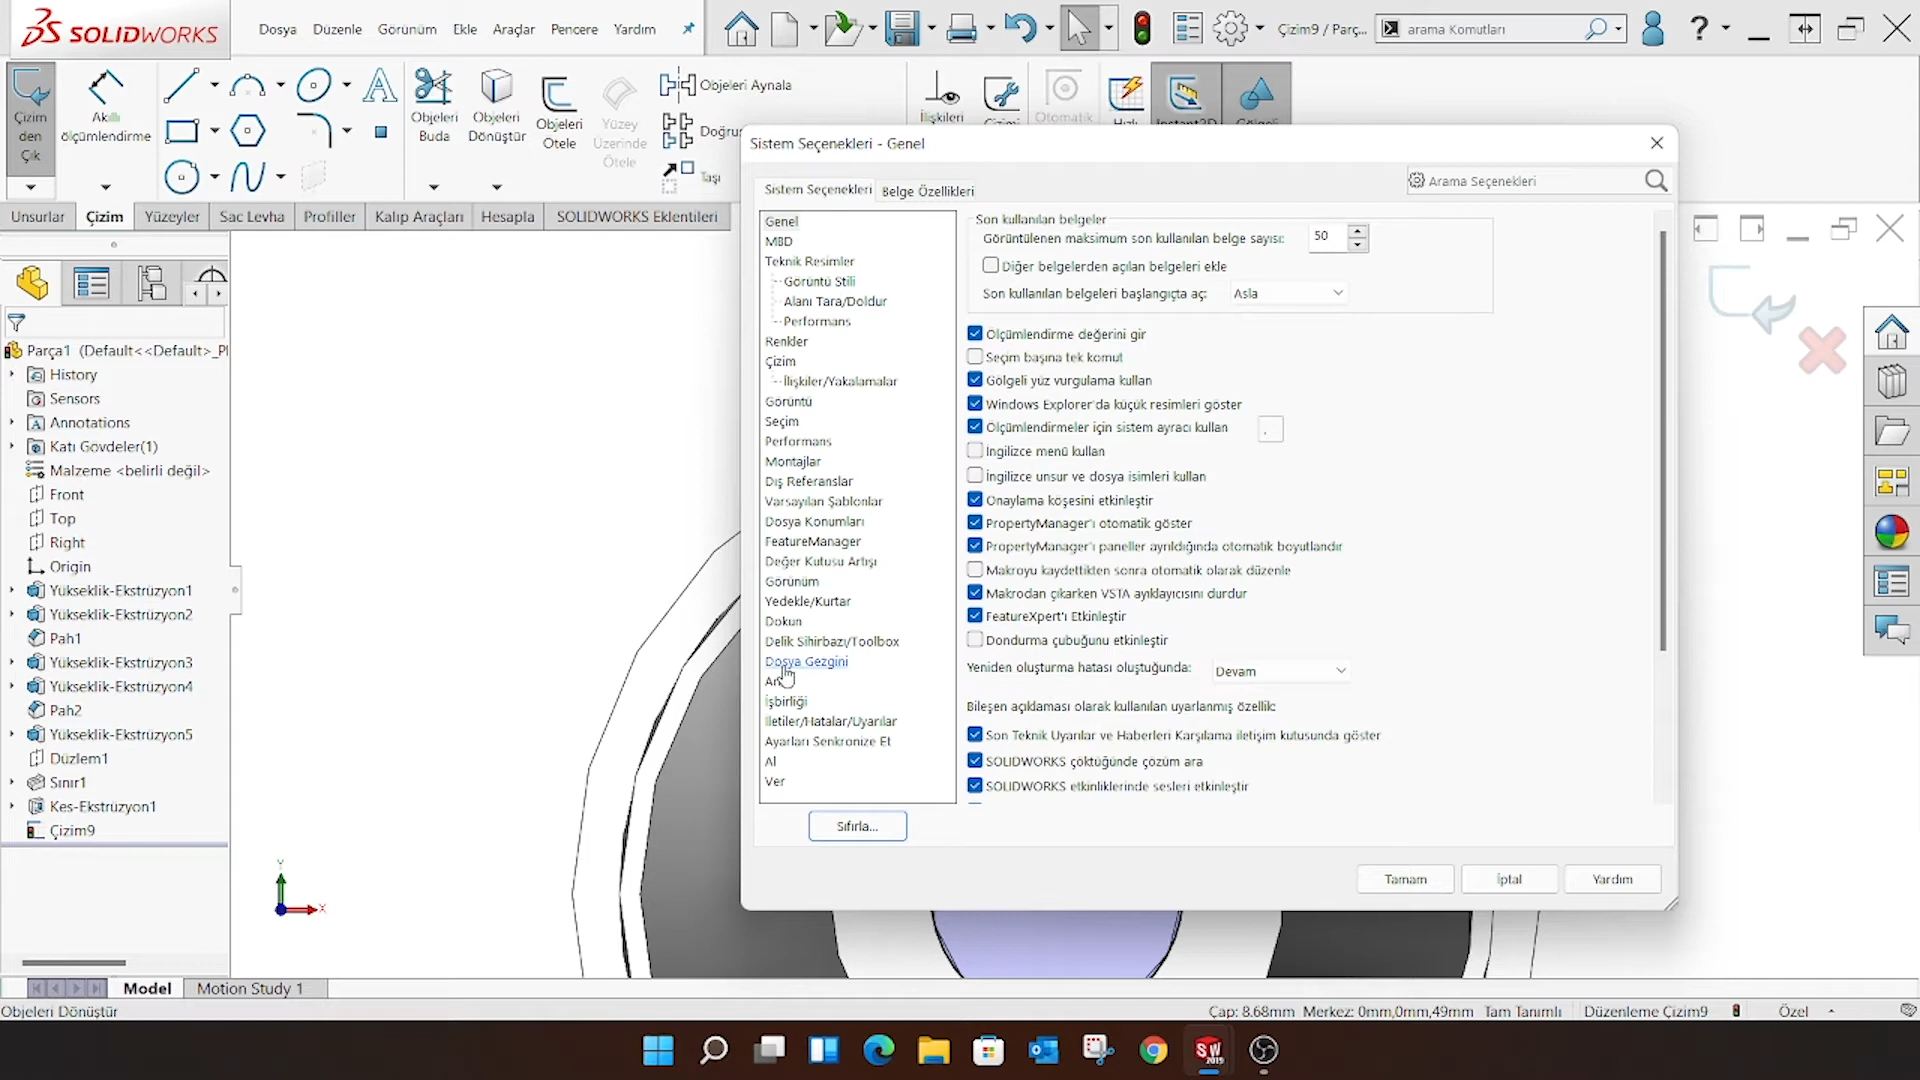 SOLIDWORKS
Dosya Düzenle Görünüm Ekle Araçlar Pencere Yardım
Çizim9 / Parç...
arama Komutları
Çizim den Çık
Akıllı ölçümlendirme
Objeleri Buda
Objeleri Dönüştür
Objeleri Ötele
Yüzey Üzerinde Ötele
Objeleri Aynala
Doğrus
Taşı
İlişkileri
Otomatik
Unsurlar Çizim Yüzeyler Sac Levha Profiller Kalıp Araçları Hesapla SOLIDWORKS Eklentileri
Parça1 (Default<<Default>_P
History
Sensors
Annotations
Katı Govdeler(1)
Malzeme <belirli değil>
Front
Top
Right
Origin
Yükseklik-Ekstrüzyon1
Yükseklik-Ekstrüzyon2
Pah1
Yükseklik-Ekstrüzyon3
Yükseklik-Ekstrüzyon4
Pah2
Yükseklik-Ekstrüzyon5
Düzlem1
Sınır1
Kes-Ekstrüzyon1
Çizim9
Y
X
Sistem Seçenekleri - Genel
Sistem Seçenekleri Belge Özellikleri
Arama Seçenekleri
Genel
MBD
Teknik Resimler
Görüntü Stili
Alanı Tara/Doldur
Performans
Renkler
Çizim
İlişkiler/Yakalamalar
Görüntü
Seçim
Performans
Montajlar
Dış Referanslar
Varsayılan Şablonlar
Dosya Konumları
FeatureManager
Değer Kutusu Artışı
Görünüm
Yedekle/Kurtar
Dokun
Delik Sihirbazı/Toolbox
Dosya Gezgini
İşbirliği
İletiler/Hatalar/Uyarılar
Ayarları Senkronize Et
Al
Ver
Sıfırla...
Son kullanılan belgeler
Görüntülenen maksimum son kullanılan belge sayısı: 50
Diğer belgelerden açılan belgeleri ekle
Son kullanılan belgeleri başlangıçta aç: Asla
Ölçümlendirme değerini gir
Seçim başına tek komut
Gölgeli yüz vurgulama kullan
Windows Explorer'da küçük resimleri göster
Ölçümlendirmeler için sistem ayracı kullan .
İngilizce menü kullan
İngilizce unsur ve dosya isimleri kullan
Onaylama köşesini etkinleştir
PropertyManager'ı otomatik göster
PropertyManager'ı paneller ayrıldığında otomatik boyutlandır
Makroyu kaydettikten sonra otomatik olarak düzenle
Makrodan çıkarken VSTA ayıklayıcısını durdur
FeatureXpert'i Etkinleştir
Dondurma çubuğunu etkinleştir
Yeniden oluşturma hatası oluştuğunda: Devam
Bileşen açıklaması olarak kullanılan uyarlanmış özellik:
Son Teknik Uyarılar ve Haberleri Karşılama iletişim kutusunda göster
SOLIDWORKS çöktüğünde çözüm ara
SOLIDWORKS etkinliklerinde sesleri etkinleştir
Tamam İptal Yardım
Model Motion Study 1
Objeleri Dönüştür
Çap: 8.68mm Merkez: 0mm,0mm,49mm Tam Tanımlı Düzenleme Çizim9 Özel
SW
2019